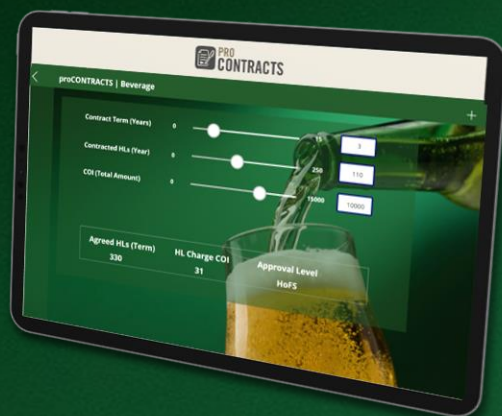 PRO
CONTRACTS
proCONTRACTS | Beverage
Contract Term (Years) 0 15 3
Contracted HLs (Year) 0 250 110
COI (Total Amount) 0 15000 10000
Agreed HLs (Term) HL Charge COI Approval Level
330 31 HoFS